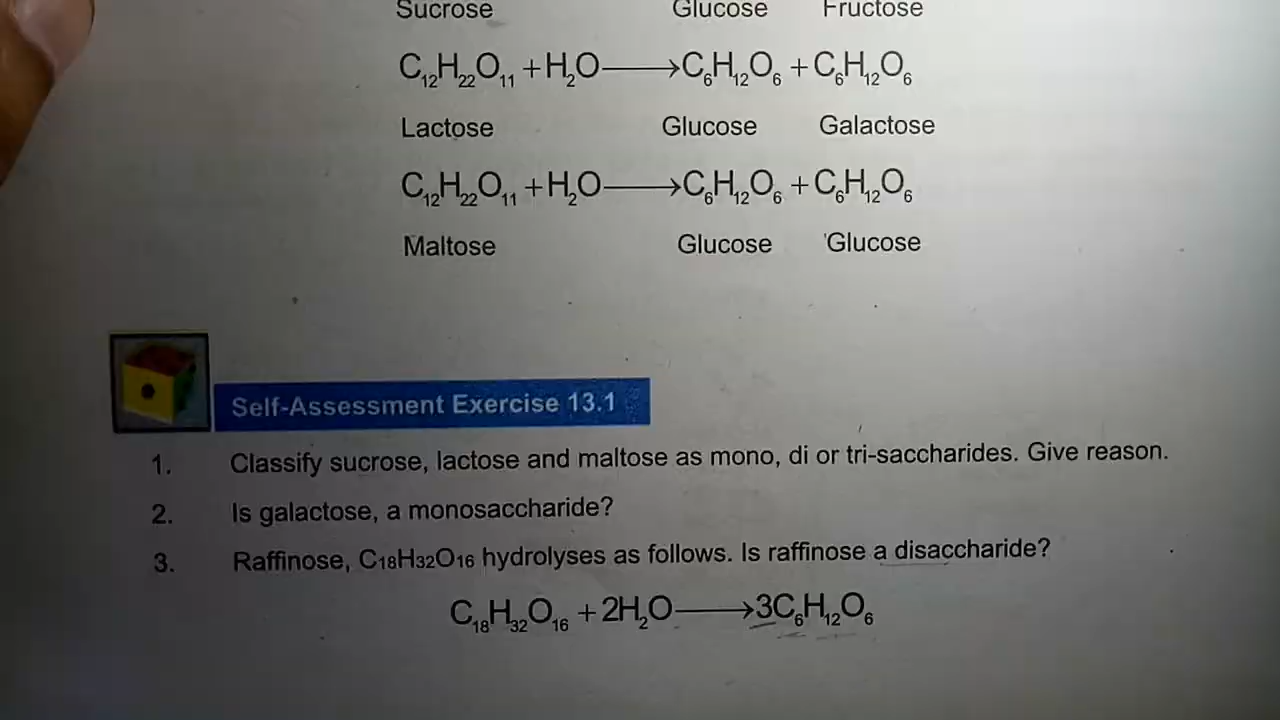 Sucrose Glucose Fructose
C₁₂H₂₂O₁₁ + H₂O ⟶ C₆H₁₂O₆ + C₆H₁₂O₆
Lactose Glucose Galactose
C₁₂H₂₂O₁₁ + H₂O ⟶ C₆H₁₂O₆ + C₆H₁₂O₆
Maltose Glucose Glucose
Self-Assessment Exercise 13.1
1. Classify sucrose, lactose and maltose as mono, di or tri-saccharides. Give reason.
2. Is galactose, a monosaccharide?
3. Raffinose, C₁₈H₃₂O₁₆ hydrolyses as follows. Is raffinose a disaccharide?
C₁₈H₃₂O₁₆ + 2H₂O ⟶ 3C₆H₁₂O₆